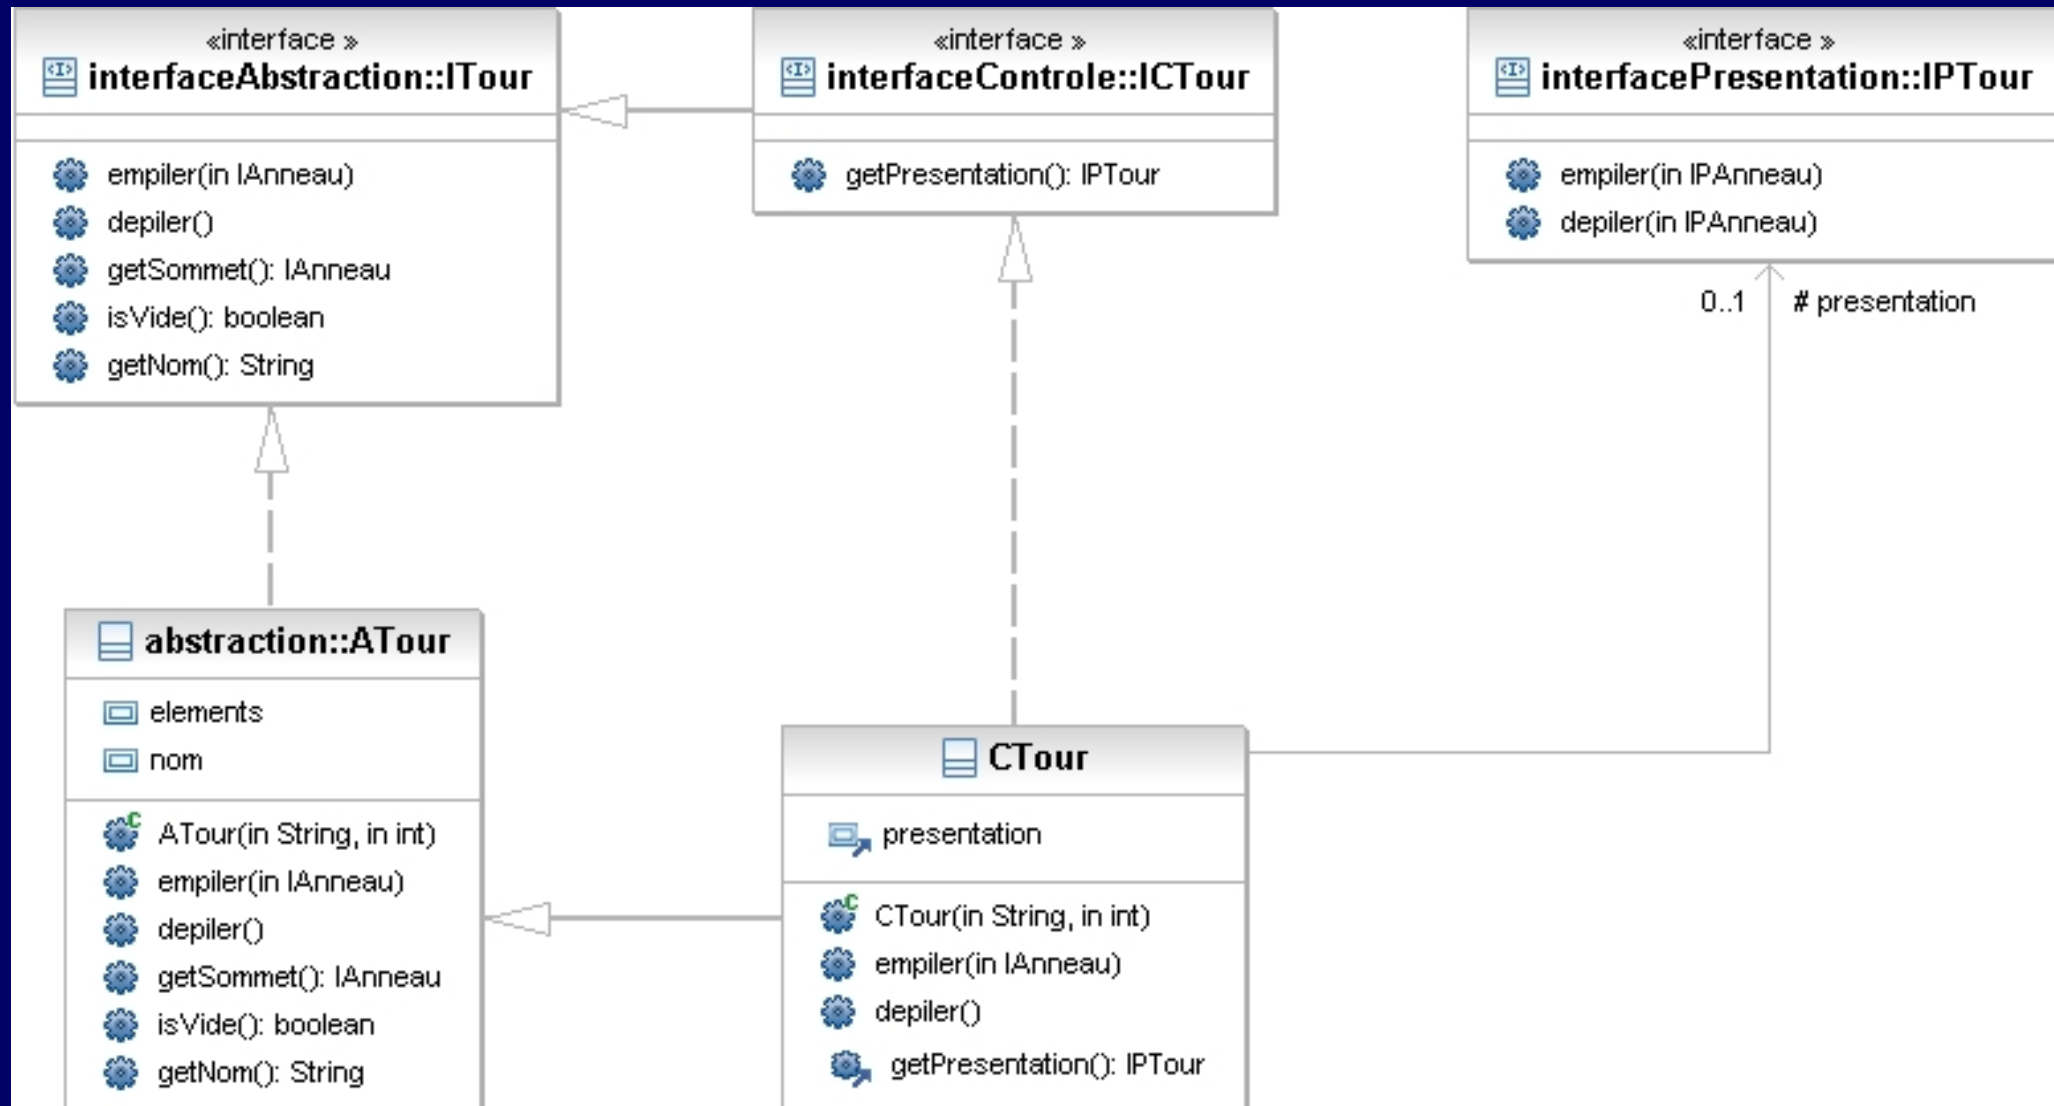 «interface »
interfaceAbstraction::ITour
empiler(in IAnneau)
depiler()
getSommet(): IAnneau
isVide(): boolean
getNom(): String
«interface »
interfaceControle::ICTour
getPresentation(): IPTour
«interface »
interfacePresentation::IPTour
empiler(in IPAnneau)
depiler(in IPAnneau)
0..1 # presentation
abstraction::ATour
elements
nom
ATour(in String, in int)
empiler(in IAnneau)
depiler()
getSommet(): IAnneau
isVide(): boolean
getNom(): String
CTour
presentation
CTour(in String, in int)
empiler(in IAnneau)
depiler()
getPresentation(): IPTour